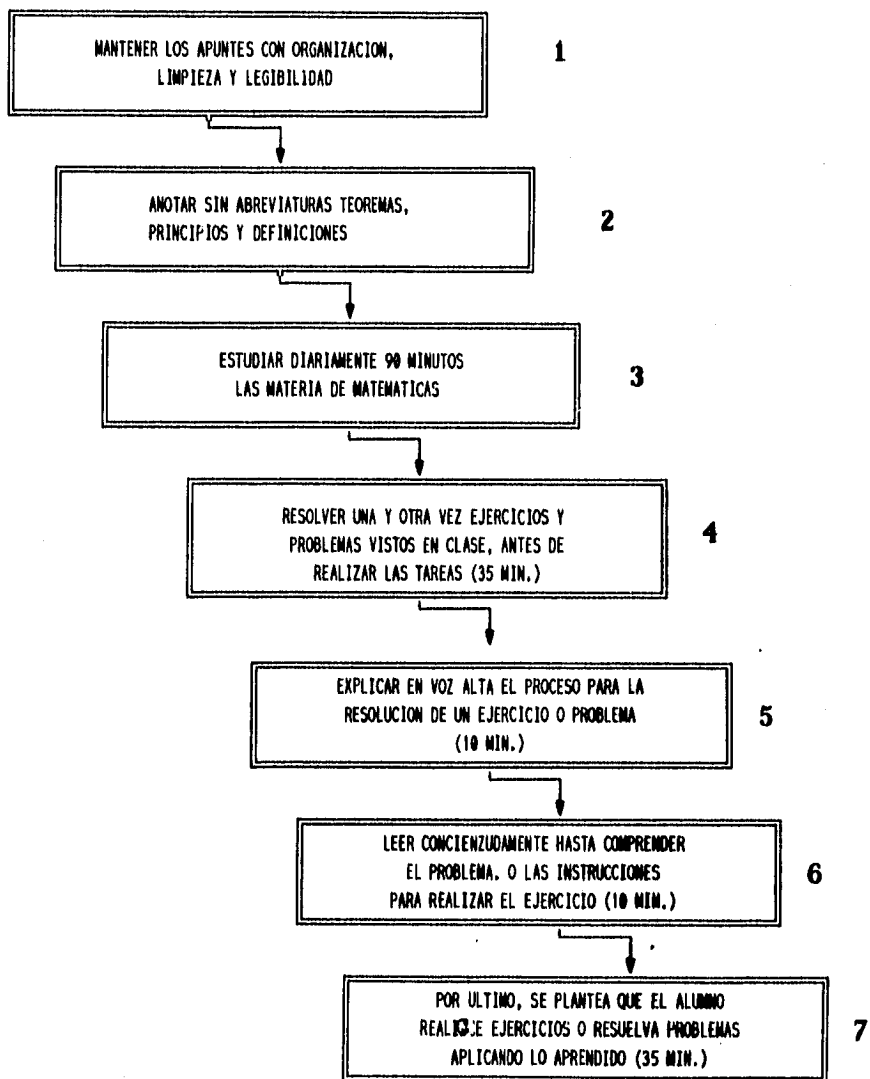 MANTENER LOS APUNTES CON ORGANIZACION,
LIMPIEZA Y LEGIBILIDAD
1
ANOTAR SIN ABREVIATURAS TEOREMAS,
PRINCIPIOS Y DEFINICIONES
2
ESTUDIAR DIARIAMENTE 90 MINUTOS
LAS MATERIA DE MATEMATICAS
3
RESOLVER UNA Y OTRA VEZ EJERCICIOS Y
PROBLEMAS VISTOS EN CLASE, ANTES DE
REALIZAR LAS TAREAS (35 MIN.)
4
EXPLICAR EN VOZ ALTA EL PROCESO PARA LA
RESOLUCION DE UN EJERCICIO O PROBLEMA
(10 MIN.)
5
LEER CONCIENZUDAMENTE HASTA COMPRENDER
EL PROBLEMA. O LAS INSTRUCCIONES
PARA REALIZAR EL EJERCICIO (10 MIN.)
6
POR ULTIMO, SE PLANTEA QUE EL ALUMNO
REALICE EJERCICIOS O RESUELVA PROBLEMAS
APLICANDO LO APRENDIDO (35 MIN.)
7